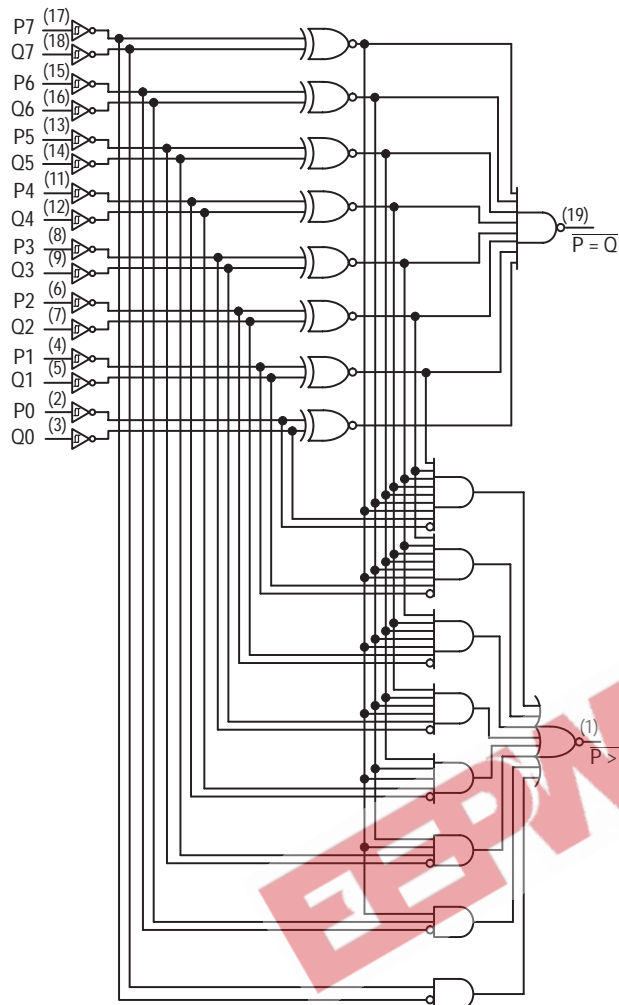 P7 (17)
Q7 (18)
P6 (15)
Q6 (16)
P5 (13)
Q5 (14)
P4 (11)
Q4 (12)
P3 (8)
Q3 (9)
P2 (6)
Q2 (7)
P1 (4)
Q1 (5)
P0 (2)
Q0 (3)
(19)
P = Q
(1)
P >
EEPW